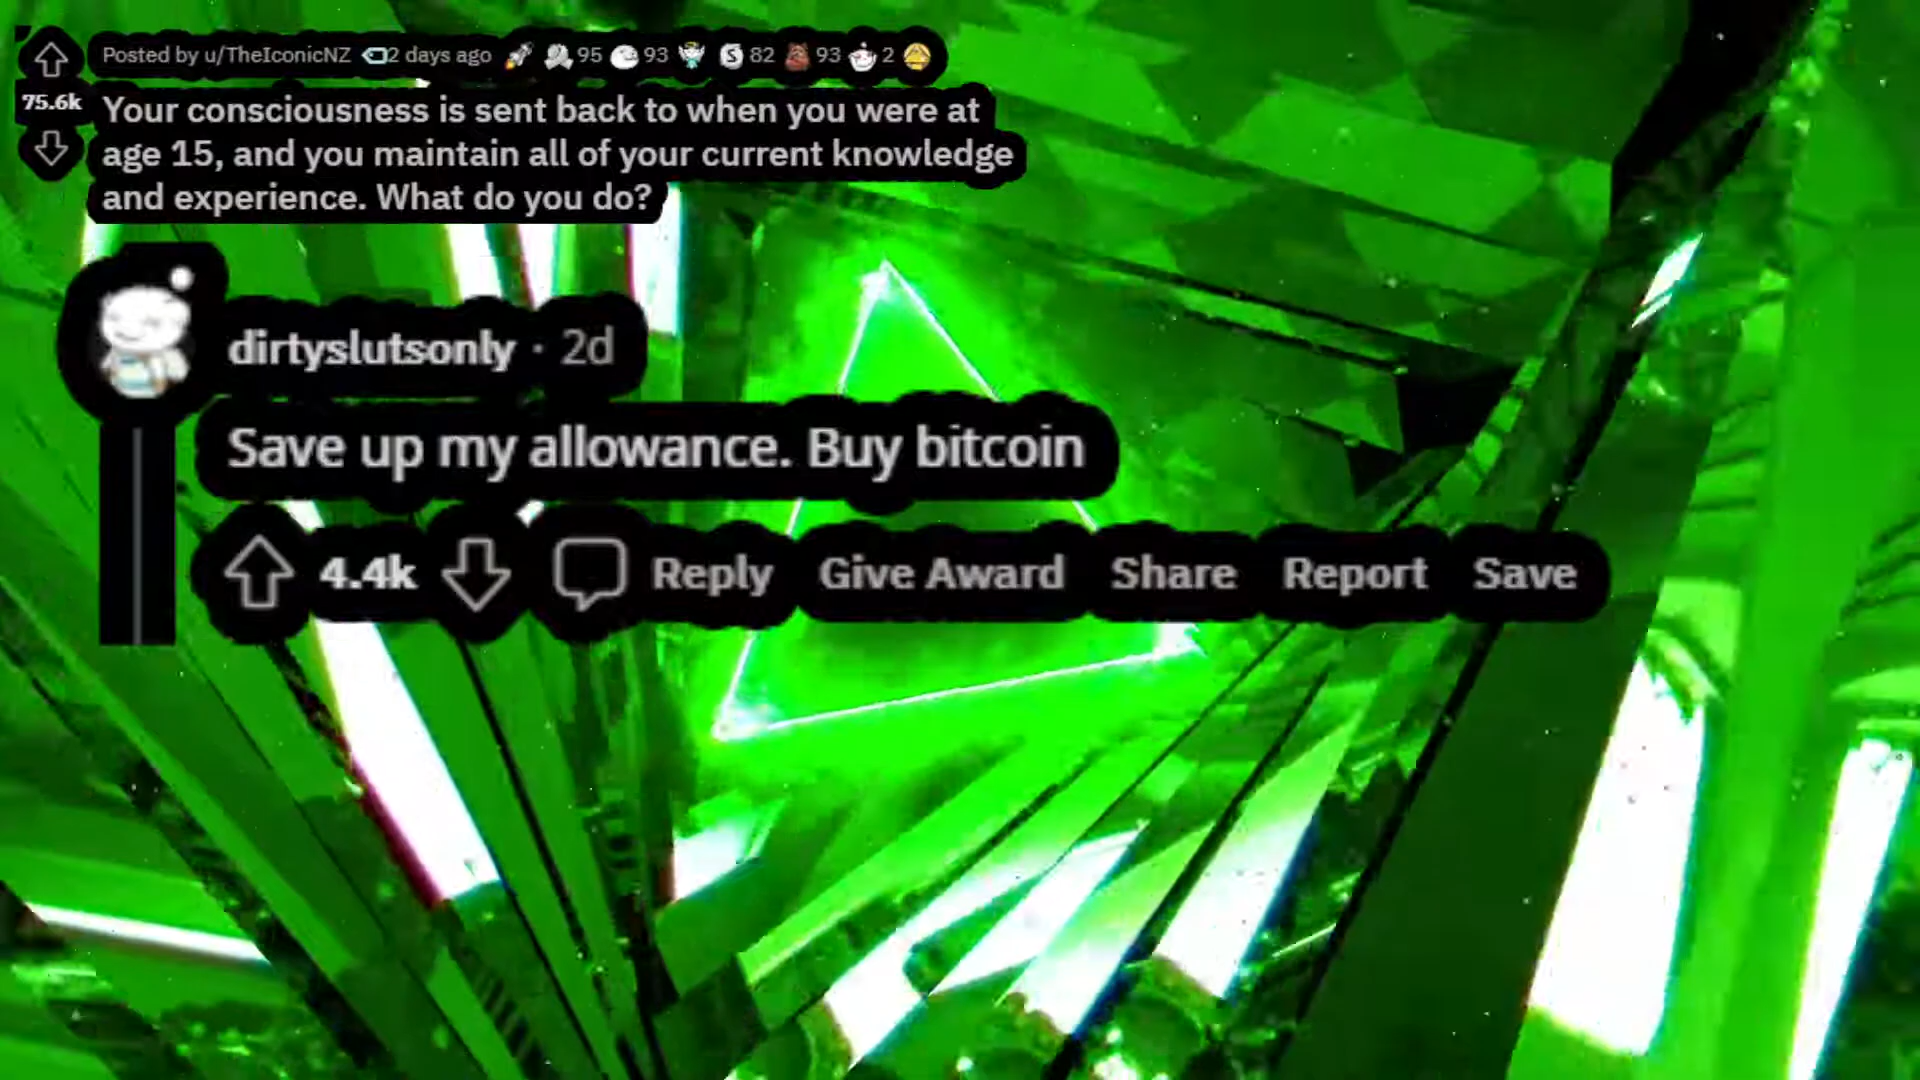 Posted by u/TheIconicNZ 2 days ago 95 93 S 82 93 2
75.6k
Your consciousness is sent back to when you were at
age 15, and you maintain all of your current knowledge
and experience. What do you do?
dirtyslutsonly · 2d
Save up my allowance. Buy bitcoin
4.4k Reply Give Award Share Report Save